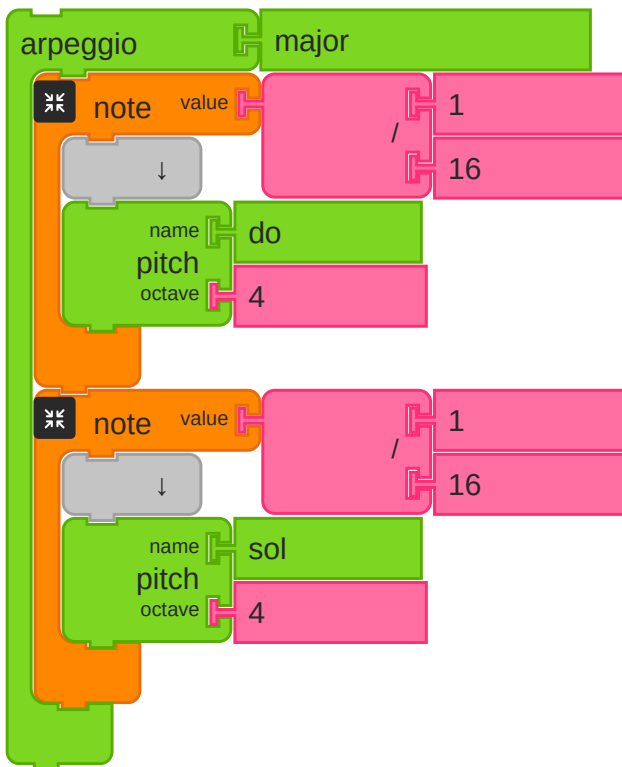 arpeggio major
note value 1
/
16
↓
name do
pitch
octave 4
note value 1
/
16
↓
name sol
pitch
octave 4